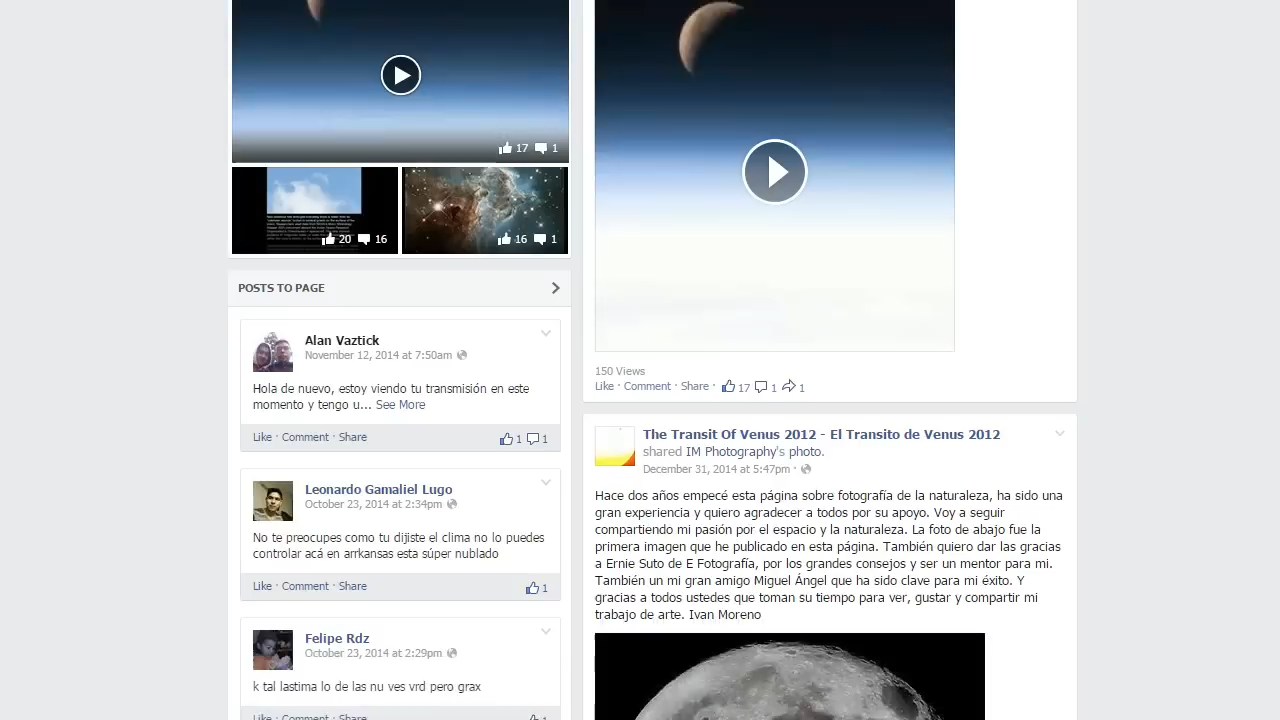 17 1
20 16
16 1
POSTS TO PAGE
Alan Vaztick
November 12, 2014 at 7:50am
Hola de nuevo, estoy viendo tu transmisión en este
momento y tengo u... See More
Like · Comment · Share 1 1
Leonardo Gamaliel Lugo
October 23, 2014 at 2:34pm
No te preocupes como tu dijiste el clima no lo puedes
controlar acá en arrkansas esta súper nublado
Like · Comment · Share 1
Felipe Rdz
October 23, 2014 at 2:29pm
k tal lastima lo de las nu ves vrd pero grax
Like · Comment · Share 1
150 Views
Like · Comment · Share · 17 1 1
The Transit Of Venus 2012 - El Transito de Venus 2012
shared IM Photography's photo.
December 31, 2014 at 5:47pm ·
Hace dos años empecé esta página sobre fotografía de la naturaleza, ha sido una
gran experiencia y quiero agradecer a todos por su apoyo. Voy a seguir
compartiendo mi pasión por el espacio y la naturaleza. La foto de abajo fue la
primera imagen que he publicado en esta página. También quiero dar las gracias
a Ernie Suto de E Fotografía, por los grandes consejos y ser un mentor para mi.
También un mi gran amigo Miguel Ángel que ha sido clave para mi éxito. Y
gracias a todos ustedes que toman su tiempo para ver, gustar y compartir mi
trabajo de arte. Ivan Moreno